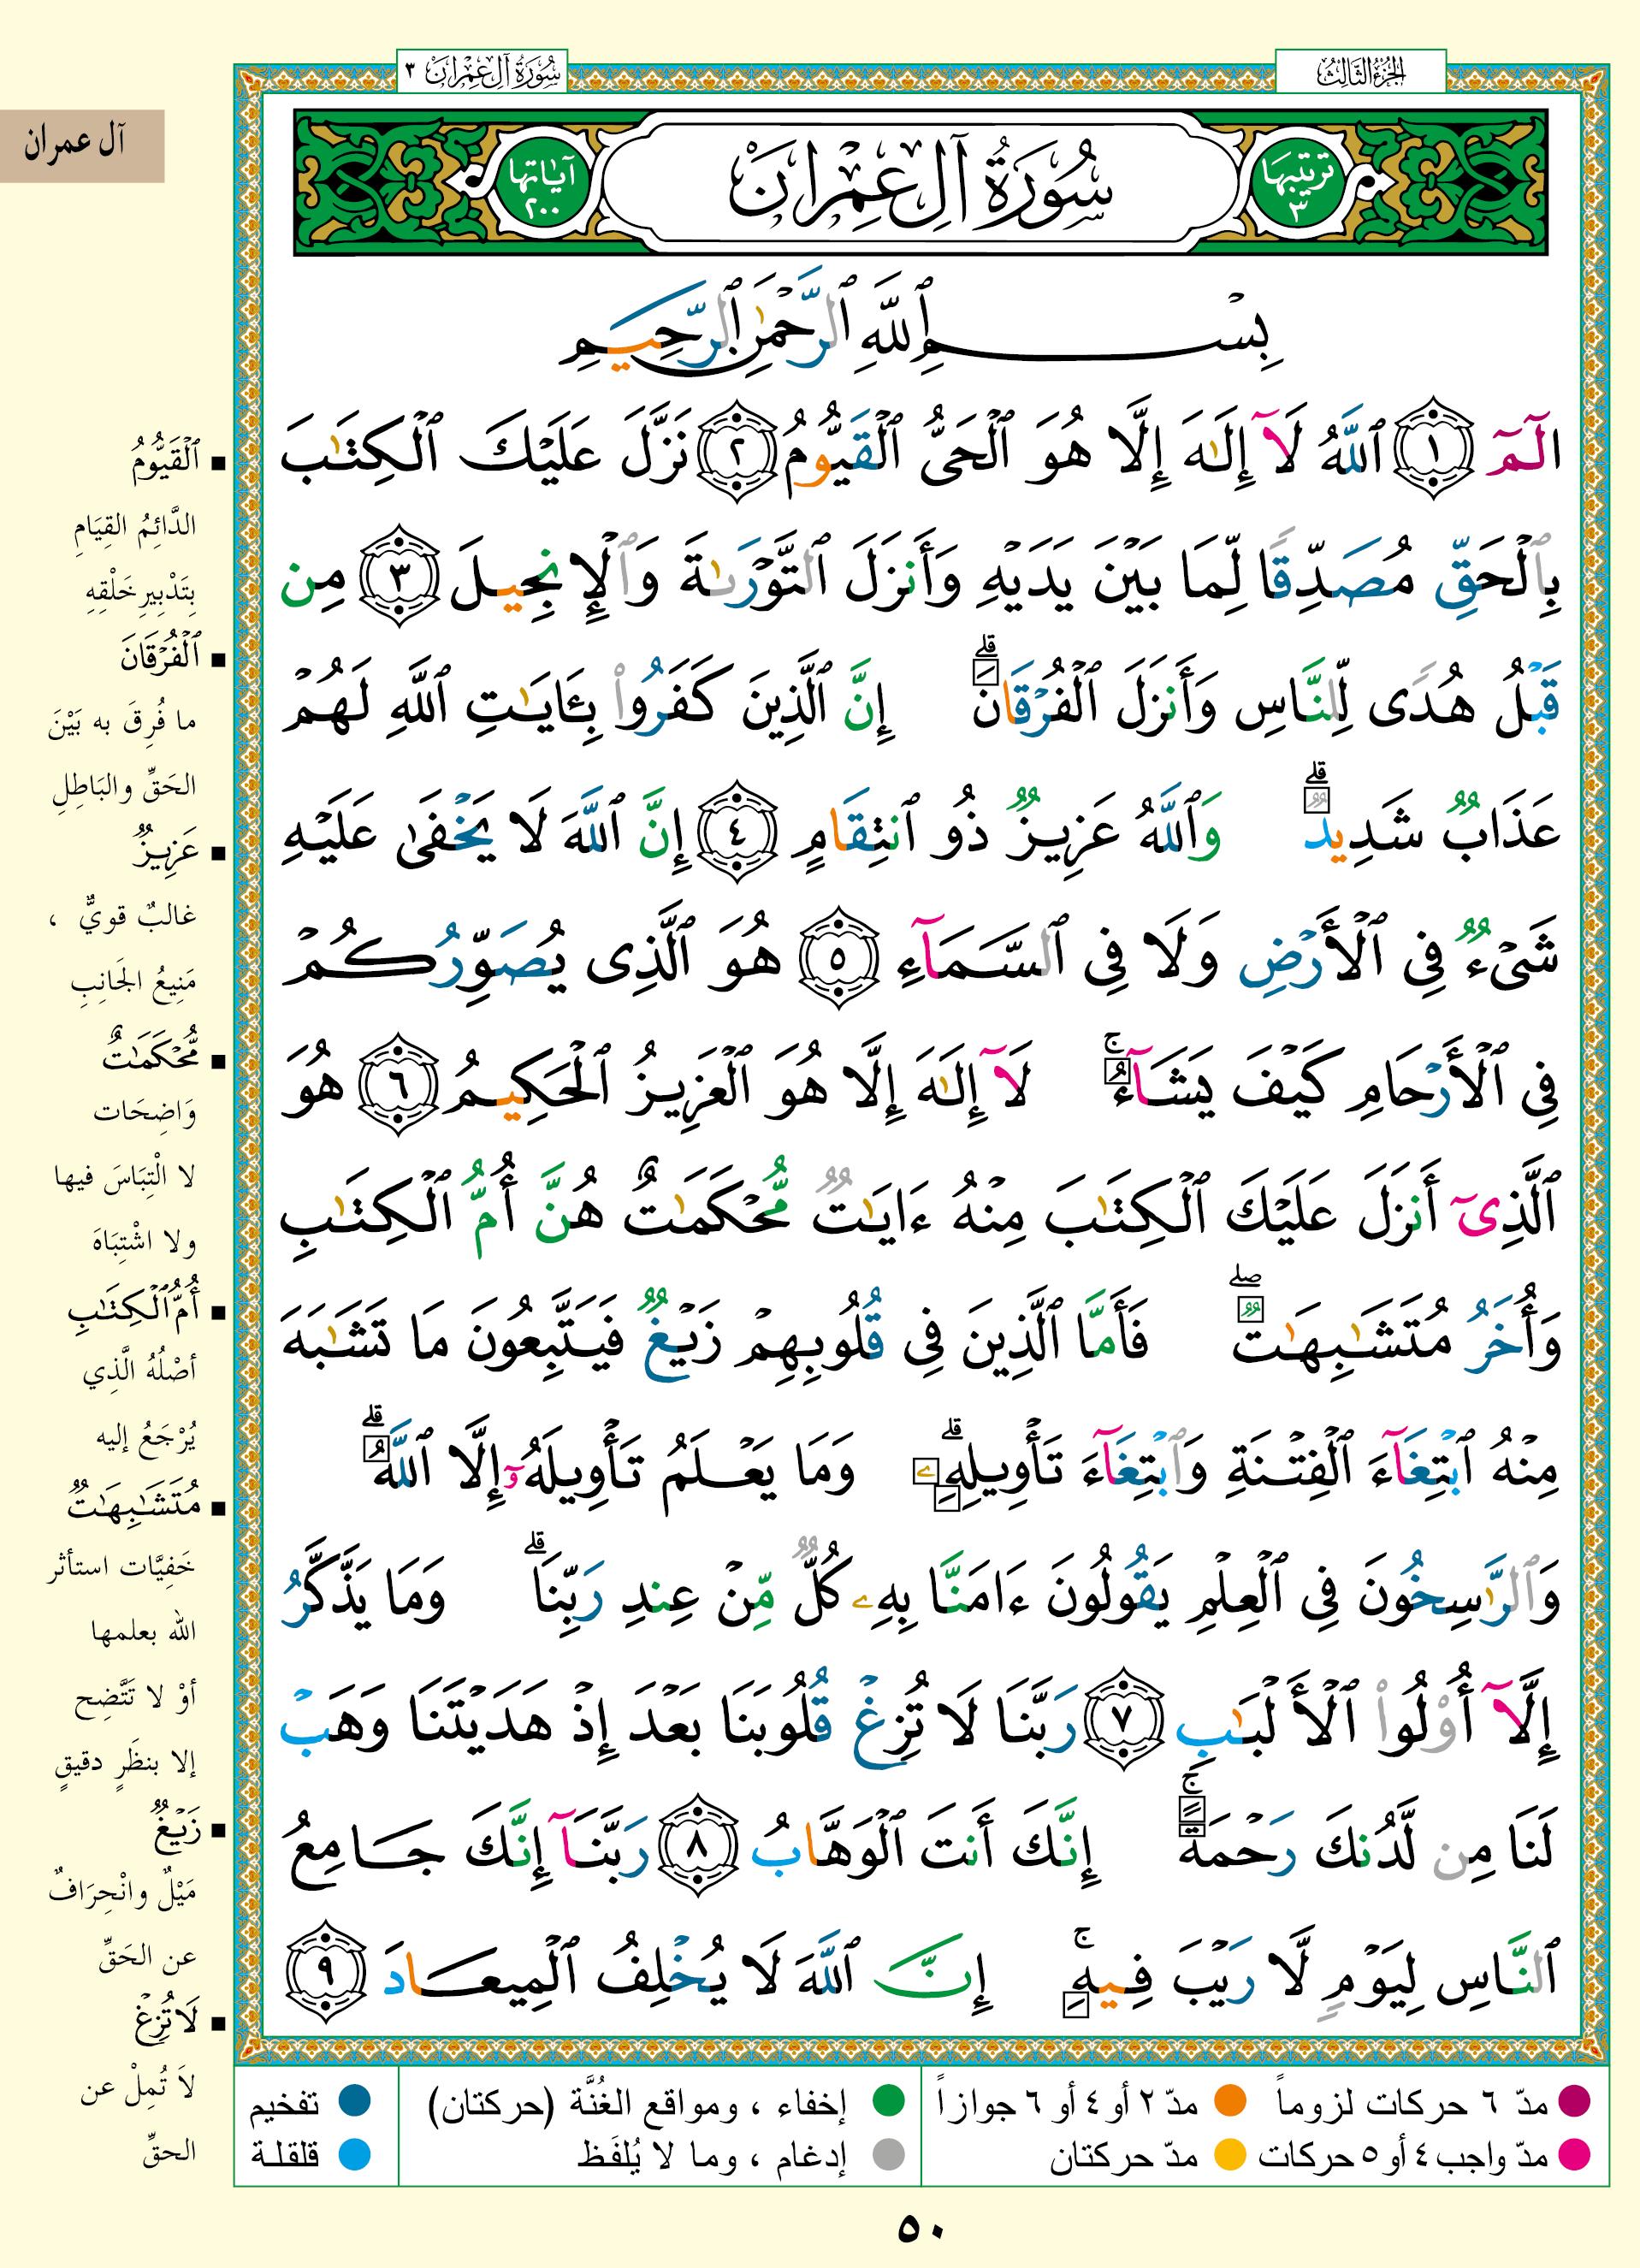 الجزء الثالث
سورة آل عمران ٣
آل عمران
ترتيبها ٣
سُورَةُ آلِ عِمْرَانَ
آياتها ٢٠٠
بِسْمِ ٱللَّهِ ٱلرَّحْمَٰنِ ٱلرَّحِيمِ
الٓمٓ ١ ٱللَّهُ لَآ إِلَٰهَ إِلَّا هُوَ ٱلْحَىُّ ٱلْقَيُّومُ ٢ نَزَّلَ عَلَيْكَ ٱلْكِتَٰبَ
بِٱلْحَقِّ مُصَدِّقًا لِّمَا بَيْنَ يَدَيْهِ وَأَنزَلَ ٱلتَّوْرَىٰةَ وَٱلْإِنجِيلَ ٣ مِن
قَبْلُ هُدًى لِّلنَّاسِ وَأَنزَلَ ٱلْفُرْقَانَ ۗ إِنَّ ٱلَّذِينَ كَفَرُوا۟ بِـَٔايَٰتِ ٱللَّهِ لَهُمْ
عَذَابٌ شَدِيدٌ ۗ وَٱللَّهُ عَزِيزٌ ذُو ٱنتِقَامٍ ٤ إِنَّ ٱللَّهَ لَا يَخْفَىٰ عَلَيْهِ
شَىْءٌ فِى ٱلْأَرْضِ وَلَا فِى ٱلسَّمَآءِ ٥ هُوَ ٱلَّذِى يُصَوِّرُكُمْ
فِى ٱلْأَرْحَامِ كَيْفَ يَشَآءُ ۚ لَآ إِلَٰهَ إِلَّا هُوَ ٱلْعَزِيزُ ٱلْحَكِيمُ ٦ هُوَ
ٱلَّذِىٓ أَنزَلَ عَلَيْكَ ٱلْكِتَٰبَ مِنْهُ ءَايَٰتٌ مُّحْكَمَٰتٌ هُنَّ أُمُّ ٱلْكِتَٰبِ
وَأُخَرُ مُتَشَٰبِهَٰتٌ ۖ فَأَمَّا ٱلَّذِينَ فِى قُلُوبِهِمْ زَيْغٌ فَيَتَّبِعُونَ مَا تَشَٰبَهَ
مِنْهُ ٱبْتِغَآءَ ٱلْفِتْنَةِ وَٱبْتِغَآءَ تَأْوِيلِهِۦ ۗ وَمَا يَعْلَمُ تَأْوِيلَهُۥٓ إِلَّا ٱللَّهُ ۗ
وَٱلرَّٰسِخُونَ فِى ٱلْعِلْمِ يَقُولُونَ ءَامَنَّا بِهِۦ كُلٌّ مِّنْ عِندِ رَبِّنَا ۗ وَمَا يَذَّكَّرُ
إِلَّآ أُو۟لُوا۟ ٱلْأَلْبَٰبِ ٧ رَبَّنَا لَا تُزِغْ قُلُوبَنَا بَعْدَ إِذْ هَدَيْتَنَا وَهَبْ
لَنَا مِن لَّدُنكَ رَحْمَةً ۚ إِنَّكَ أَنتَ ٱلْوَهَّابُ ٨ رَبَّنَآ إِنَّكَ جَامِعُ
ٱلنَّاسِ لِيَوْمٍ لَّا رَيْبَ فِيهِ ۚ إِنَّ ٱللَّهَ لَا يُخْلِفُ ٱلْمِيعَادَ ٩
■ ٱلْقَيُّومُ
الدَّائِمُ القِيَامِ
بِتَدْبِيرِ خَلْقِهِ
■ ٱلْفُرْقَانَ
ما فُرِقَ به بَيْنَ
الحَقِّ والبَاطِلِ
■ عَزِيزٌ
غالبٌ قويٌّ ،
مَنِيعُ الجَانِبِ
■ مُّحْكَمَٰتٌ
وَاضِحَات
لا الْتِبَاسَ فيها
ولا اشْتِبَاهَ
■ أُمُّ ٱلْكِتَٰبِ
أصْلُهُ الَّذِي
يُرْجَعُ إليه
■ مُتَشَٰبِهَٰتٌ
خَفِيَّات استأثر
الله بعلمها
أوْ لا تَتَّضِح
إلا بنظَرٍ دقيقٍ
■ زَيْغٌ
مَيْلٌ وانْحِرَافٌ
عن الحَقِّ
■ لَا تُزِغْ
لاَ تُمِلْ عن
الحقِّ
مدّ ٦ حركات لزوماً
مدّ ٢ أو ٤ أو ٦ جوازاً
إخفاء ، ومواقع الغُنَّة (حركتان)
تفخيم
مدّ واجب ٤ أو ٥ حركات
مدّ حركتان
إدغام ، وما لا يُلفَظ
قلقلة
٥٠